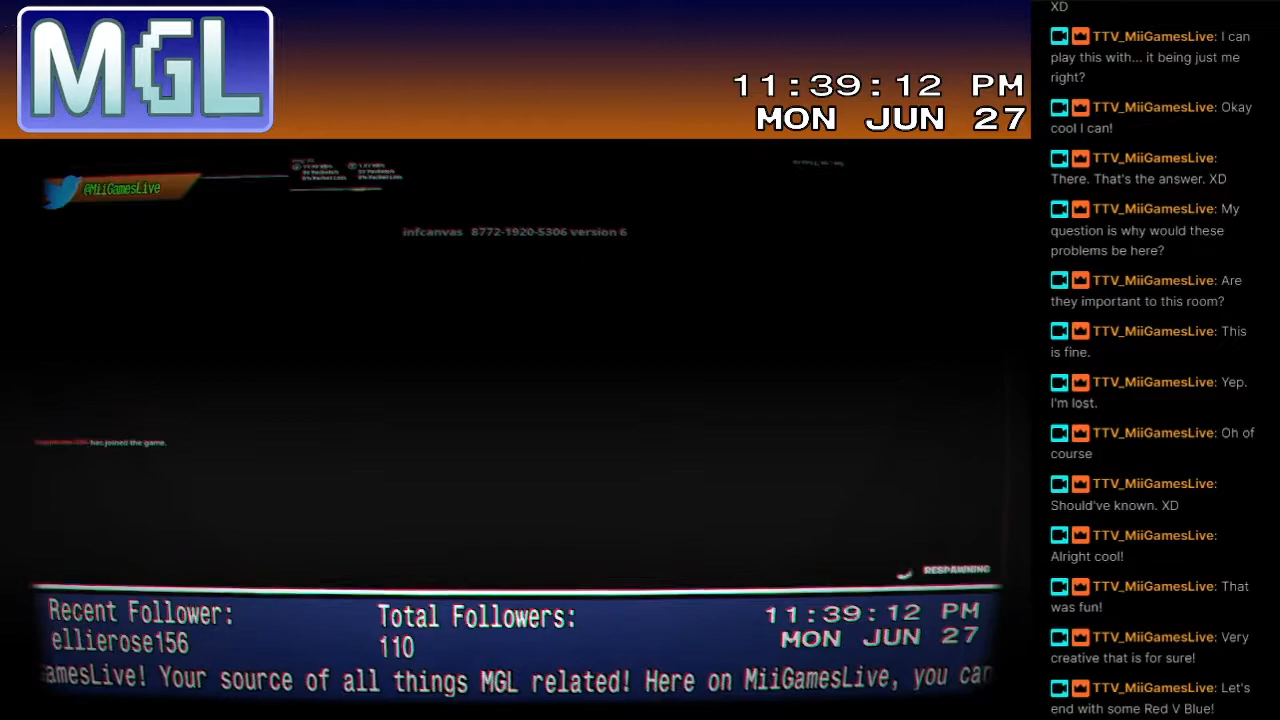 MGL
11:39:12 PM
MON JUN 27
@MiiGamesLive
infcanvas 8772-1920-5306 version 6
has joined the game.
RESPAWNING
Recent Follower:
ellierose156
Total Followers:
110
11:39:12 PM
MON JUN 27
amesLive! Your source of all things MGL related! Here on MiiGamesLive, you can
XD
TTV_MiiGamesLive: I can
play this with... it being just me
right?
TTV_MiiGamesLive: Okay
cool I can!
TTV_MiiGamesLive:
There. That's the answer. XD
TTV_MiiGamesLive: My
question is why would these
problems be here?
TTV_MiiGamesLive: Are
they important to this room?
TTV_MiiGamesLive: This
is fine.
TTV_MiiGamesLive: Yep.
I'm lost.
TTV_MiiGamesLive: Oh of
course
TTV_MiiGamesLive:
Should've known. XD
TTV_MiiGamesLive:
Alright cool!
TTV_MiiGamesLive: That
was fun!
TTV_MiiGamesLive: Very
creative that is for sure!
TTV_MiiGamesLive: Let's
end with some Red V Blue!